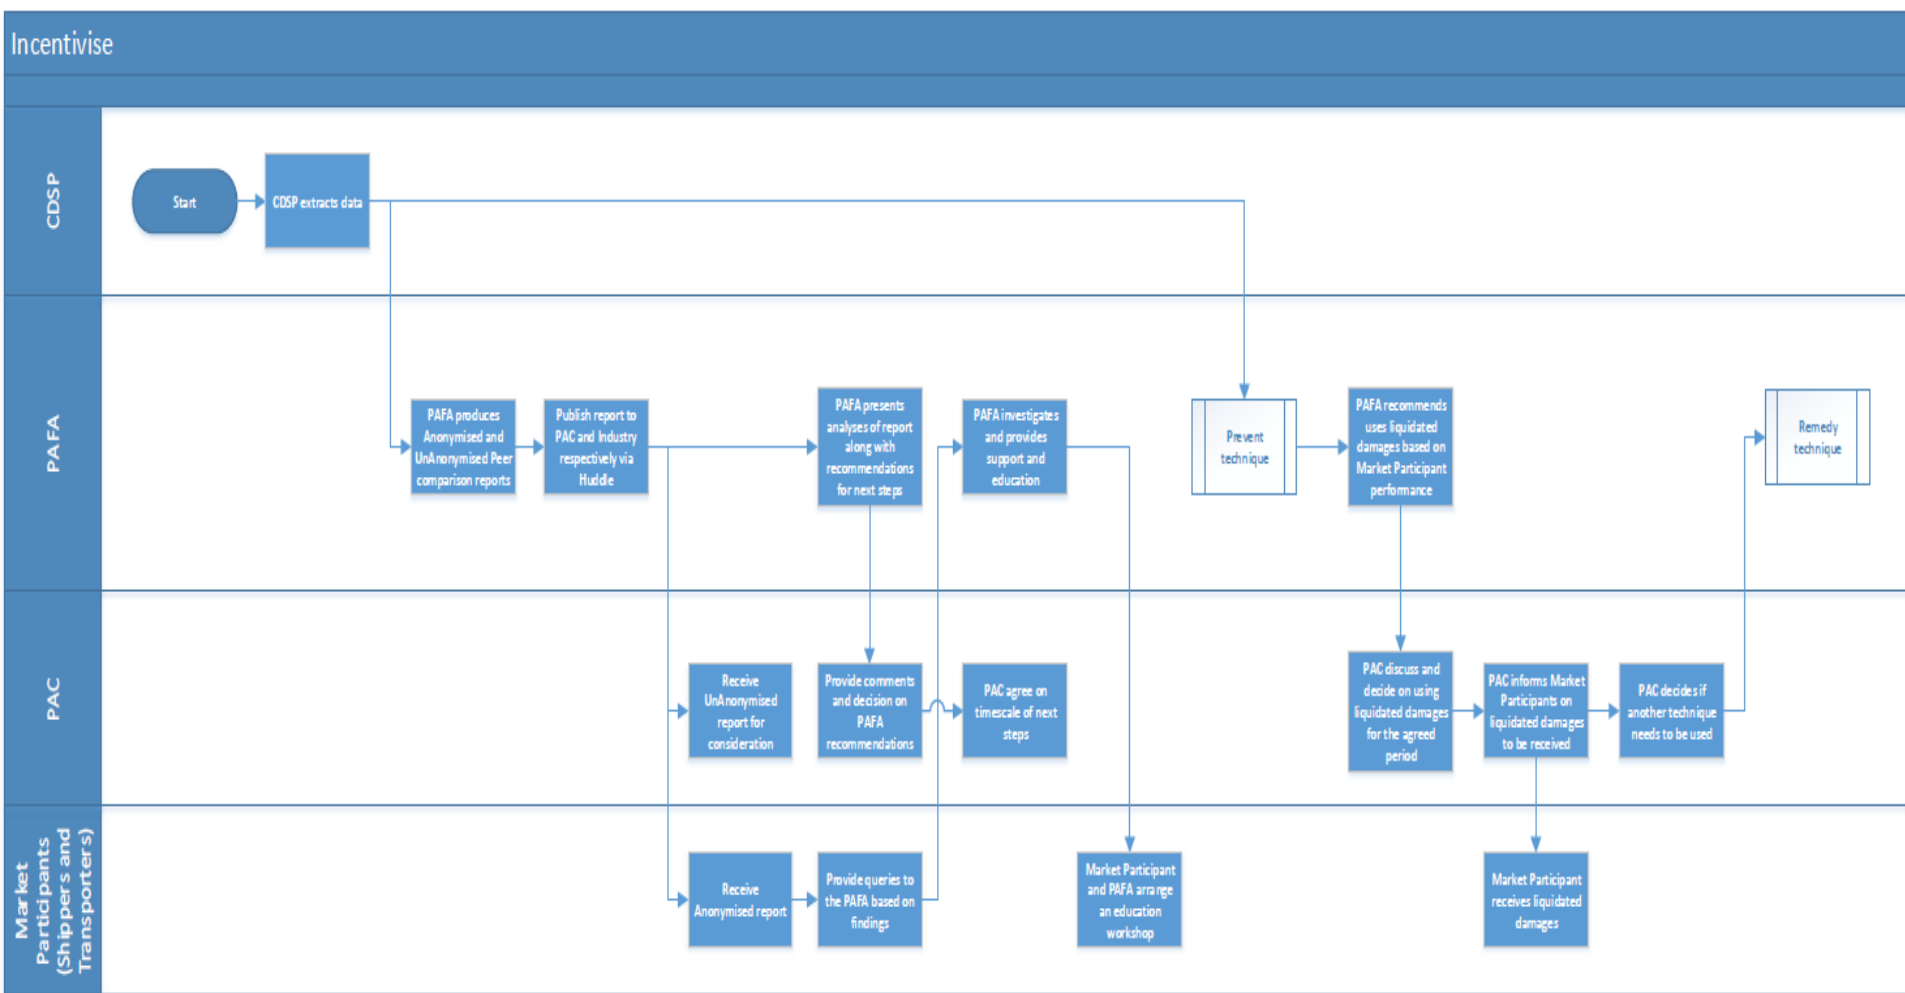 Incentivise
CDSP
Start
CDSP extracts data
PAFA
PAFA produces
Anonymised and
UnAnonymised Peer
comparison reports
Publish report to
PAC and Industry
respectively via
Huddle
PAFA presents
analyses of report
along with
recommendations
for next steps
PAFA investigates
and provides
support and
education
Prevent
technique
PAFA recommends
uses liquidated
damages based on
Market Participant
performance
Remedy
technique
PAC
Receive
UnAnonymised
report for
consideration
Provide comments
and decision on
PAFA
recommendations
PAC agree on
timescale of next
steps
PAC discuss and
decide on using
liquidated damages
for the agreed
period
PAC informs Market
Participants on
liquidated damages
to be received
PAC decides if
another technique
needs to be used
Market
Participants
(Shippers and
Transporters)
Receive
Anonymised report
Provide queries to
the PAFA based on
findings
Market Participant
and PAFA arrange
an education
workshop
Market Participant
receives liquidated
damages